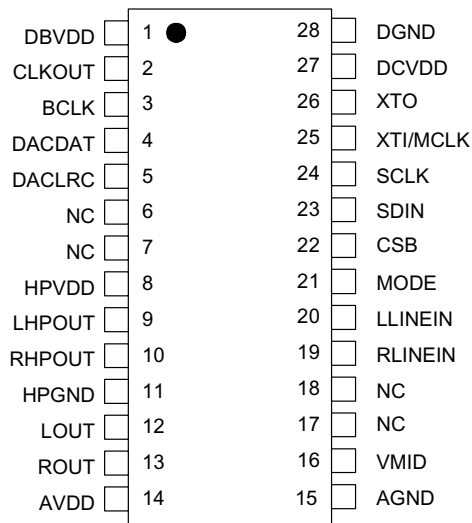 DBVDD 1 28 DGND
CLKOUT 2 27 DCVDD
BCLK 3 26 XTO
DACDAT 4 25 XTI/MCLK
DACLRC 5 24 SCLK
NC 6 23 SDIN
NC 7 22 CSB
HPVDD 8 21 MODE
LHPOUT 9 20 LLINEIN
RHPOUT 10 19 RLINEIN
HPGND 11 18 NC
LOUT 12 17 NC
ROUT 13 16 VMID
AVDD 14 15 AGND